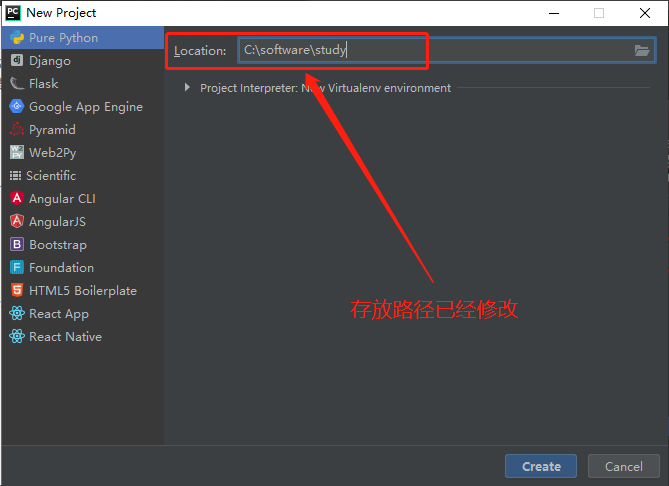 PC New Project
Pure Python
Location: C:\software\study
Django
Project Interpreter: New Virtualenv environment
Flask
Google App Engine
Pyramid
Web2Py
Scientific
Angular CLI
AngularJS
Bootstrap
Foundation
HTML5 Boilerplate
React App
React Native
存放路径已经修改
Create
Cancel